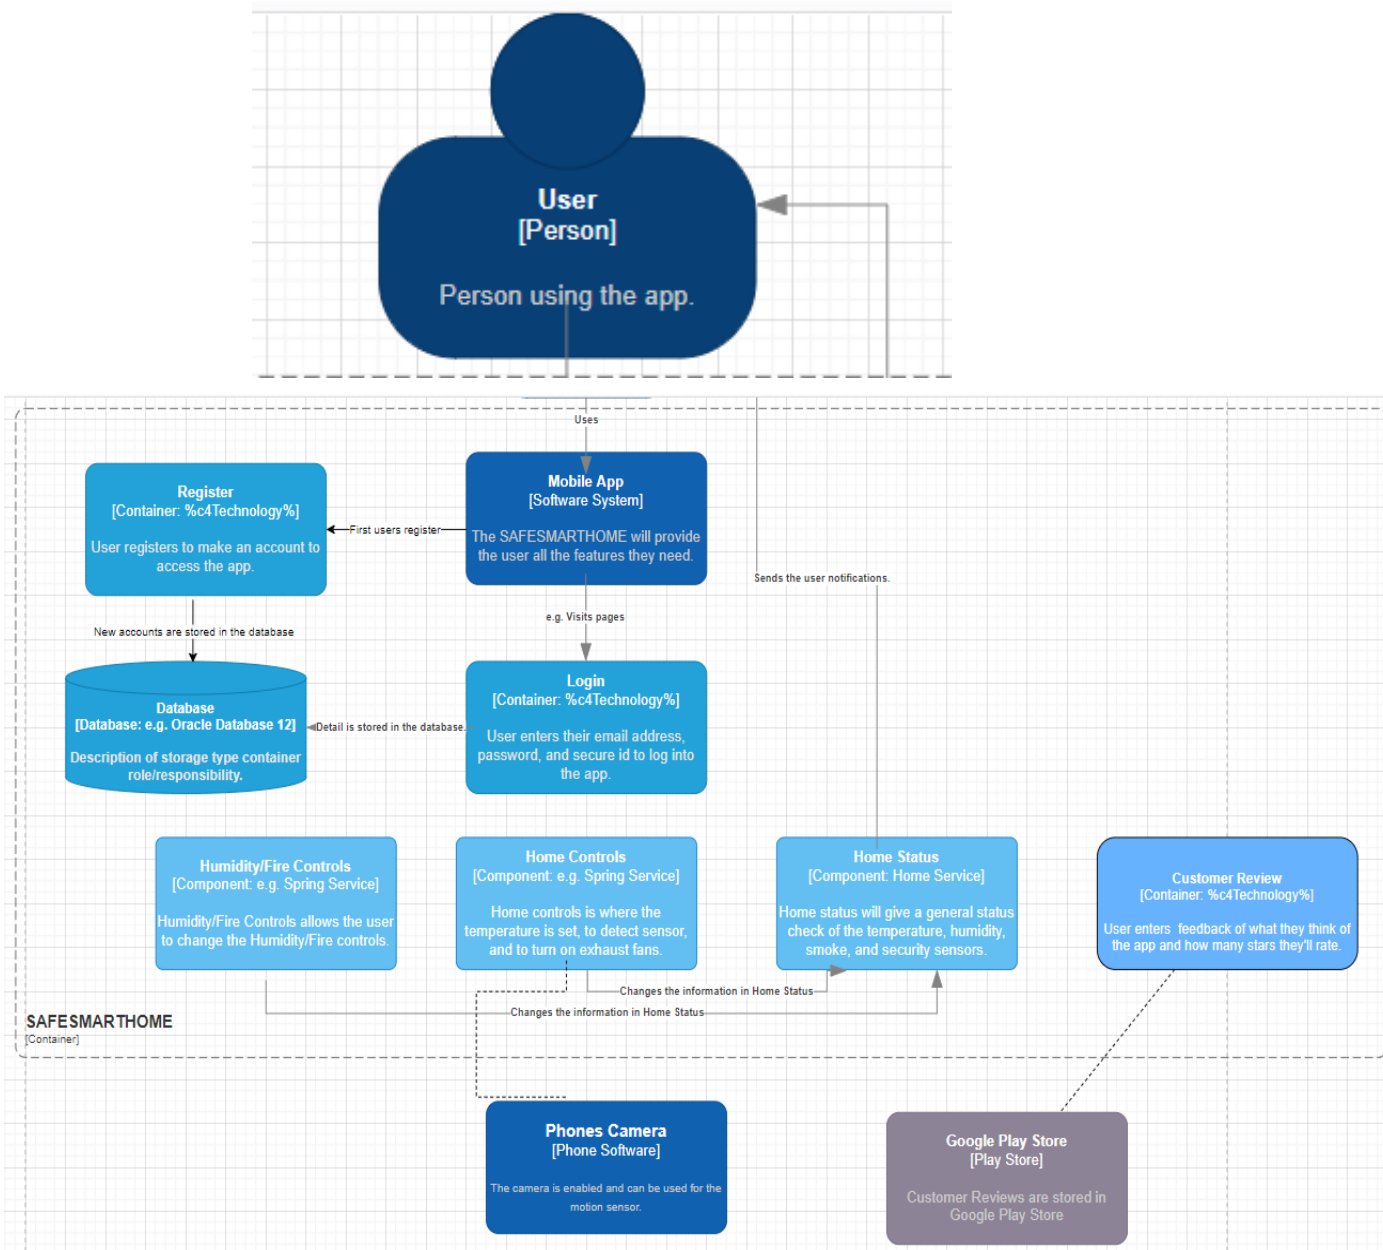 User
[Person]
Person using the app.
Uses
Register
[Container: %c4Technology%]
User registers to make an account to
access the app.
First users register
Mobile App
[Software System]
The SAFESMARTHOME will provide
the user all the features they need.
Sends the user notifications.
New accounts are stored in the database
e.g. Visits pages
Database
[Database: e.g. Oracle Database 12]
Description of storage type container
role/responsibility.
Detail is stored in the database.
Login
[Container: %c4Technology%]
User enters their email address,
password, and secure id to log into
the app.
Humidity/Fire Controls
[Component: e.g. Spring Service]
Humidity/Fire Controls allows the user
to change the Humidity/Fire controls.
Home Controls
[Component: e.g. Spring Service]
Home controls is where the
temperature is set, to detect sensor,
and to turn on exhaust fans.
Home Status
[Component: Home Service]
Home status will give a general status
check of the temperature, humidity,
smoke, and security sensors.
Customer Review
[Container: %c4Technology%]
User enters  feedback of what they think of
the app and how many stars they'll rate.
Changes the information in Home Status
Changes the information in Home Status
SAFESMARTHOME
[Container]
Phones Camera
[Phone Software]
The camera is enabled and can be used for the
motion sensor.
Google Play Store
[Play Store]
Customer Reviews are stored in
Google Play Store